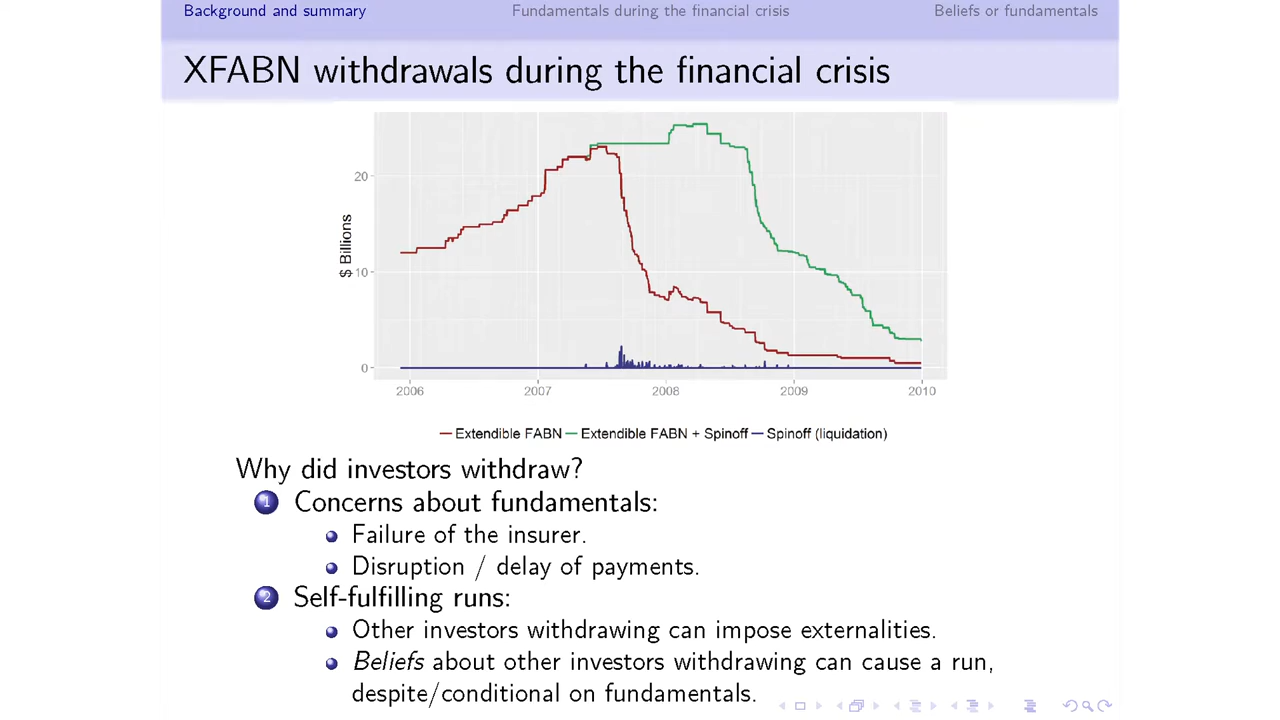 Background and summary Fundamentals during the financial crisis Beliefs or fundamentals
XFABN withdrawals during the financial crisis
$ Billions
20
10
0
2006 2007 2008 2009 2010
Extendible FABN Extendible FABN + Spinoff Spinoff (liquidation)
Why did investors withdraw?
1 Concerns about fundamentals:
Failure of the insurer.
Disruption / delay of payments.
2 Self-fulfilling runs:
Other investors withdrawing can impose externalities.
Beliefs about other investors withdrawing can cause a run,
despite/conditional on fundamentals.